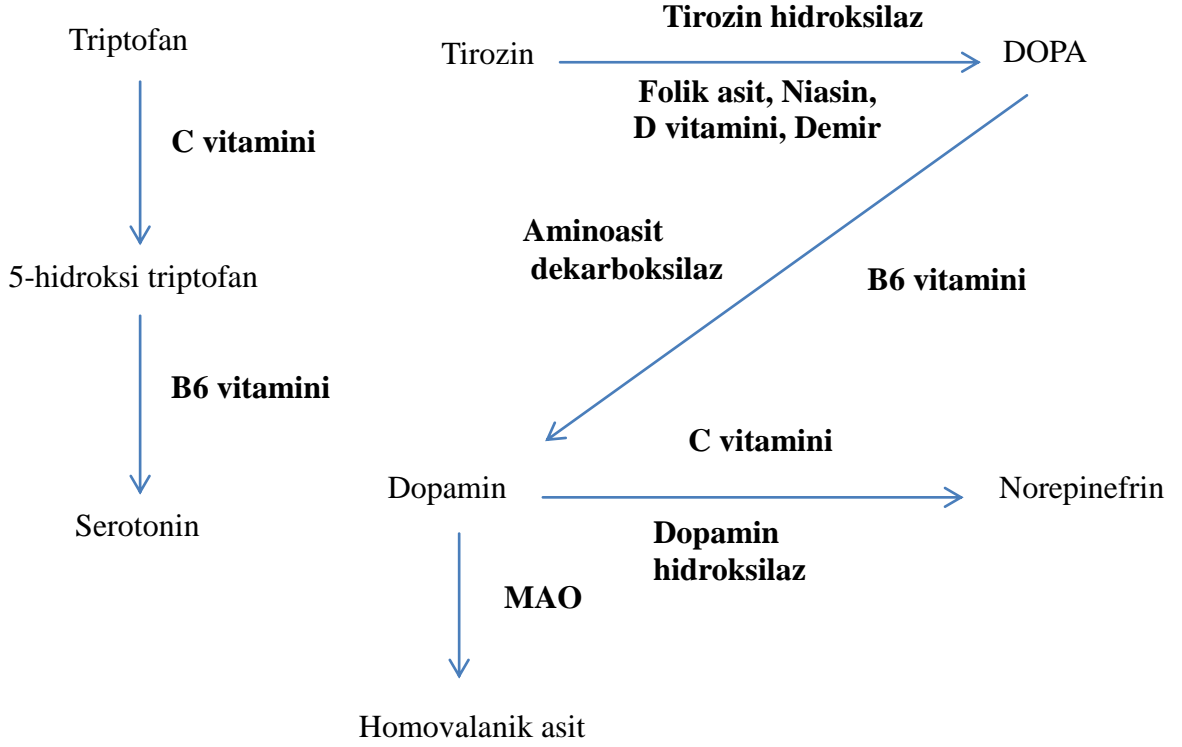 Triptofan
C vitamini
5-hidroksi triptofan
B6 vitamini
Serotonin
Tirozin hidroksilaz
Tirozin
DOPA
Folik asit, Niasin,
D vitamini, Demir
Aminoasit
dekarboksilaz
B6 vitamini
C vitamini
Dopamin
Norepinefrin
Dopamin
hidroksilaz
MAO
Homovalanik asit